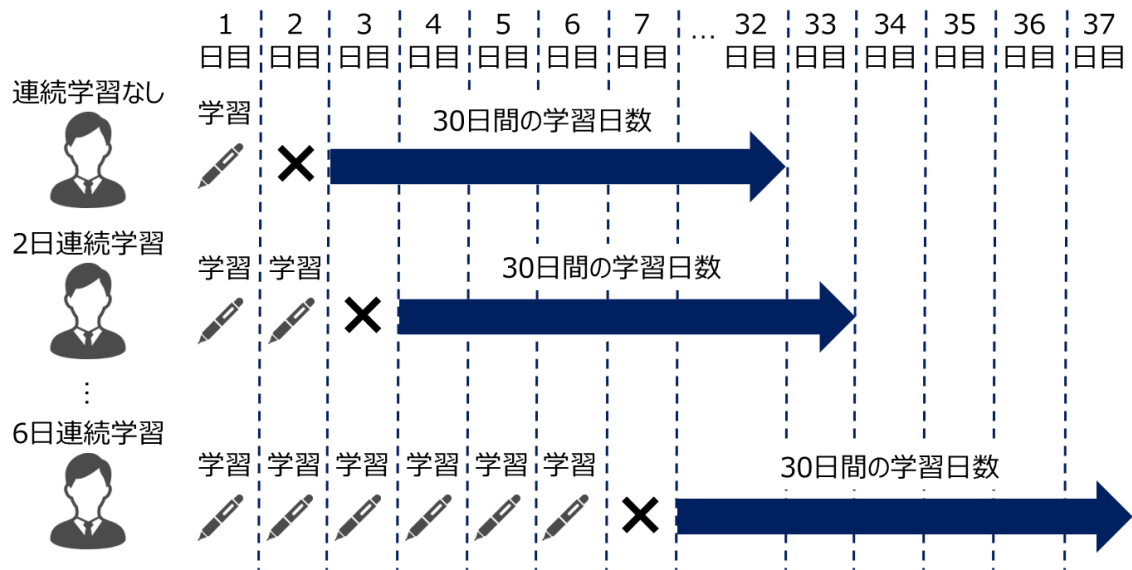 1 2 3 4 5 6 7 … 32 33 34 35 36 37
日目 日目 日目 日目 日目 日目 日目 日目 日目 日目 日目 日目 日目
連続学習なし
学習
30日間の学習日数
2日連続学習
学習 学習
30日間の学習日数
⋮
6日連続学習
学習 学習 学習 学習 学習 学習
30日間の学習日数